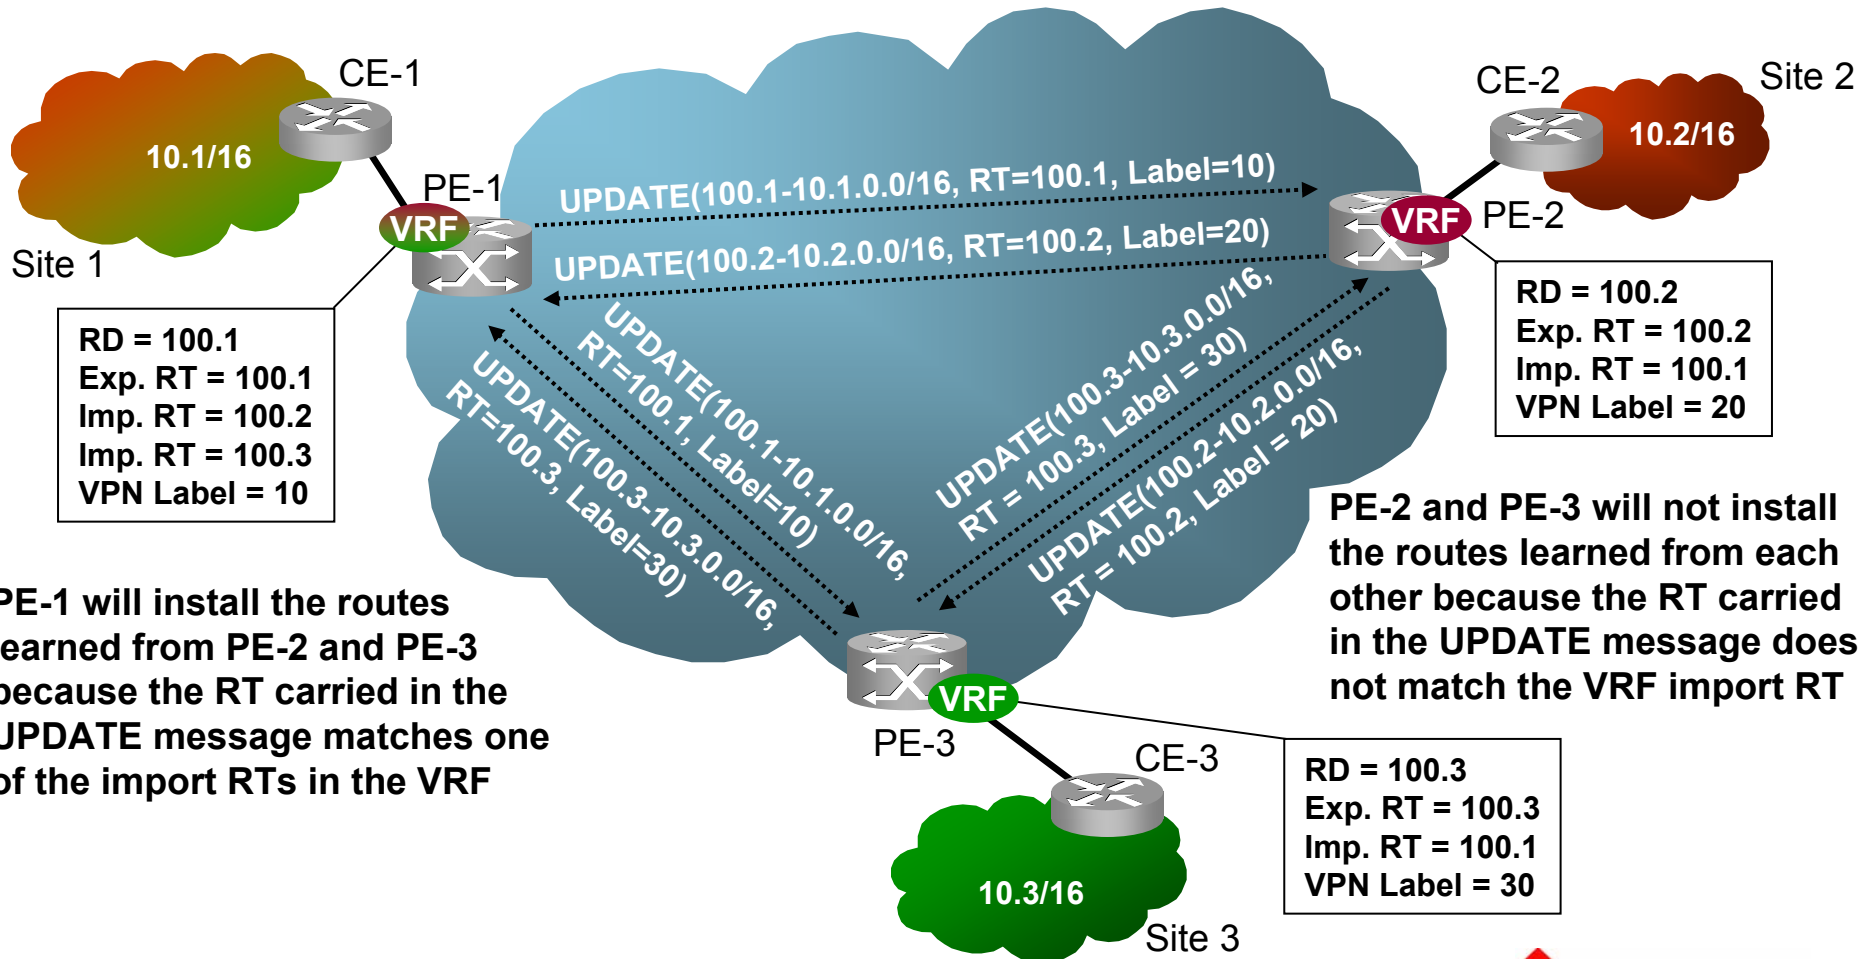 CE-1
10.1/16
PE-1
VRF
Site 1
RD = 100.1
Exp. RT = 100.1
Imp. RT = 100.2
Imp. RT = 100.3
VPN Label = 10
UPDATE(100.1-10.1.0.0/16, RT=100.1, Label=10)
UPDATE(100.2-10.2.0.0/16, RT=100.2, Label=20)
CE-2
Site 2
10.2/16
VRF
PE-2
RD = 100.2
Exp. RT = 100.2
Imp. RT = 100.1
VPN Label = 20
UPDATE(100.1-10.1.0.0/16,
RT=100.1, Label=10)
UPDATE(100.3-10.3.0.0/16,
RT=100.3, Label=30)
UPDATE(100.3-10.3.0.0/16,
RT = 100.3, Label = 30)
UPDATE(100.2-10.2.0.0/16,
RT = 100.2, Label = 20)
PE-1 will install the routes
learned from PE-2 and PE-3
because the RT carried in the
UPDATE message matches one
of the import RTs in the VRF
PE-2 and PE-3 will not install
the routes learned from each
other because the RT carried
in the UPDATE message does
not match the VRF import RT
VRF
PE-3
CE-3
10.3/16
Site 3
RD = 100.3
Exp. RT = 100.3
Imp. RT = 100.1
VPN Label = 30